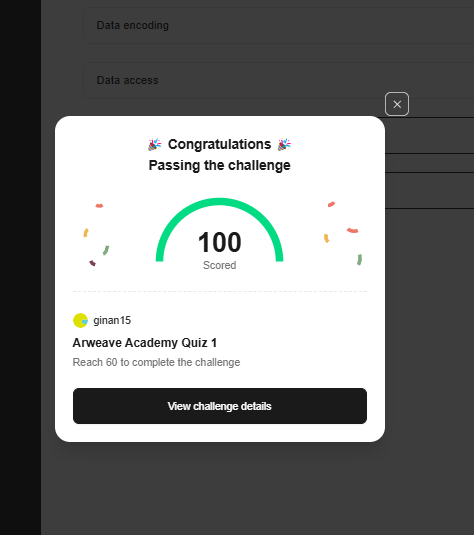 Data encoding
Data access
🎉 Congratulations 🎉
Passing the challenge
100
Scored
ginan15
Arweave Academy Quiz 1
Reach 60 to complete the challenge
View challenge details